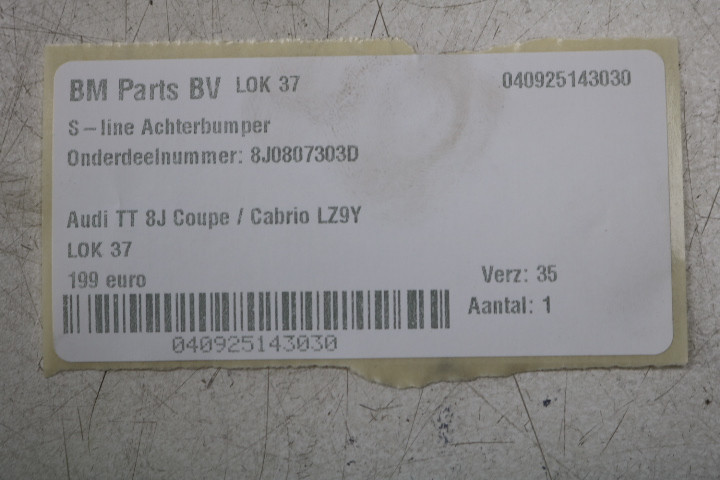 BM Parts BV LOK 37 040925143030
S-line Achterbumper
Onderdeelnummer: 8J0807303D
Audi TT 8J Coupe / Cabrio LZ9Y
LOK 37
199 euro
Verz: 35
Aantal: 1
040925143030